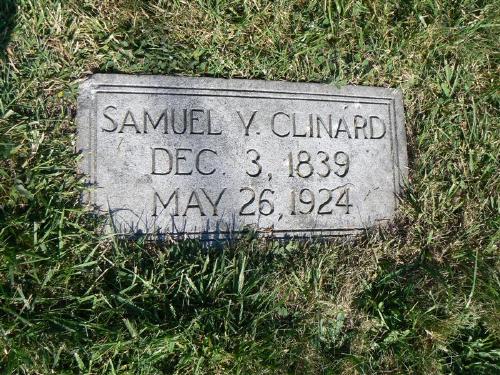 SAMUEL Y. CLINARD
DEC. 3, 1839
MAY 26, 1924